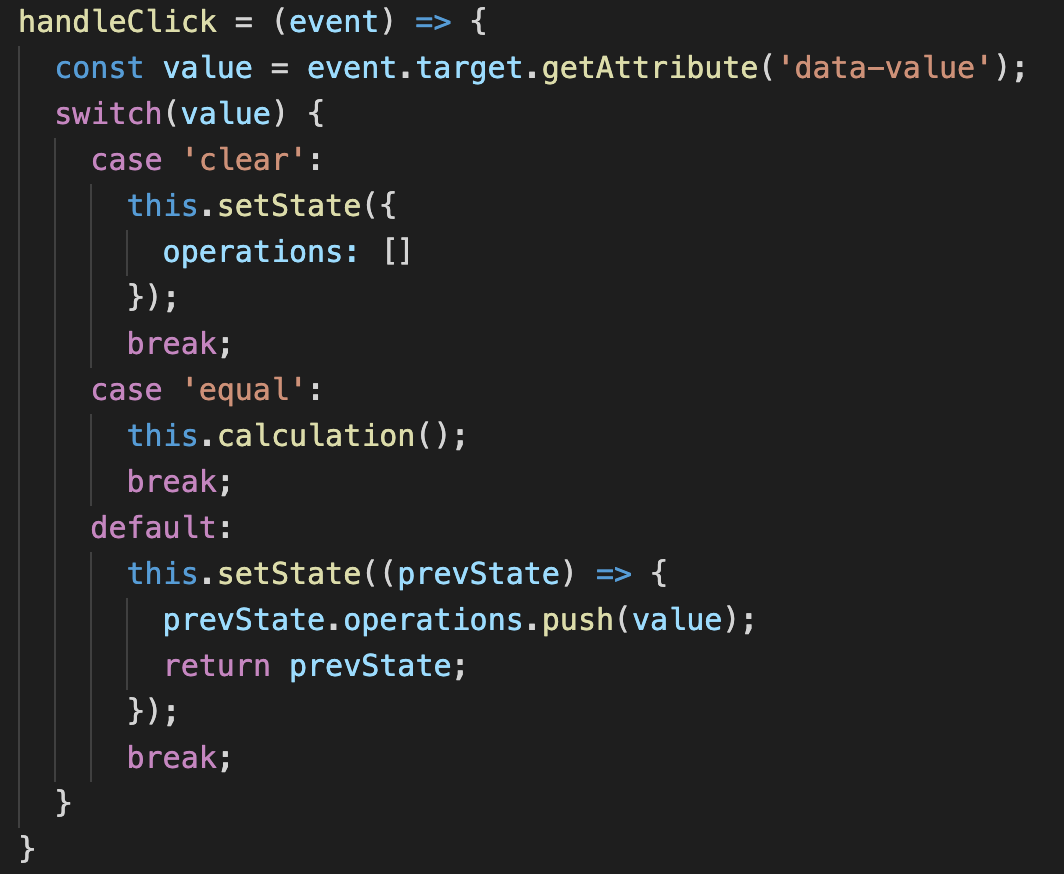 handleClick = (event) => {
  const value = event.target.getAttribute('data-value');
  switch(value) {
    case 'clear':
      this.setState({
        operations: []
      });
      break;
    case 'equal':
      this.calculation();
      break;
    default:
      this.setState((prevState) => {
        prevState.operations.push(value);
        return prevState;
      });
      break;
  }
}